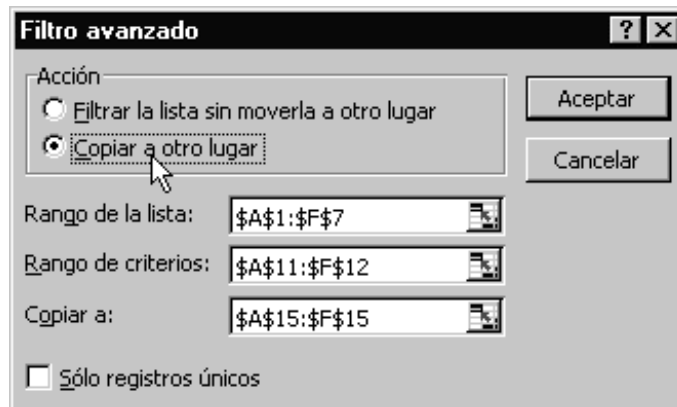 Filtro avanzado
Acción
Filtrar la lista sin moverla a otro lugar
Copiar a otro lugar
Aceptar
Cancelar
Rango de la lista: $A$1:$F$7
Rango de criterios: $A$11:$F$12
Copiar a: $A$15:$F$15
Sólo registros únicos